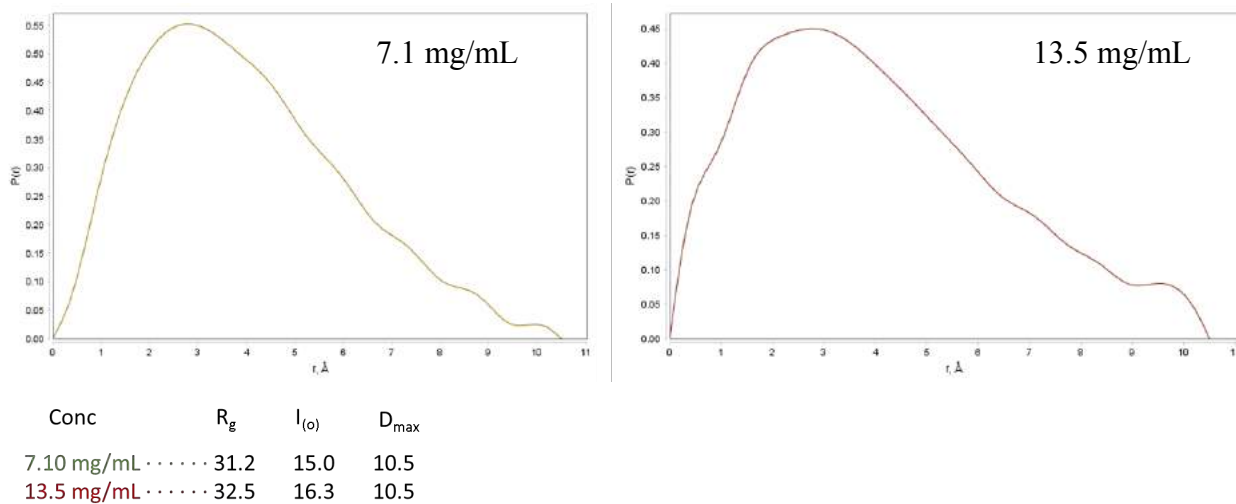 7.1 mg/mL
0.55
0.50
0.45
0.40
0.35
0.30
0.25
0.20
0.15
0.10
0.05
0.00
P(r)
0 1 2 3 4 5 6 7 8 9 10 11
r, Å
13.5 mg/mL
0.45
0.40
0.35
0.30
0.25
0.20
0.15
0.10
0.05
0.00
P(r)
0 1 2 3 4 5 6 7 8 9 10 11
r, Å
Conc Rg I(o) Dmax
7.10 mg/mL · · · · · · 31.2 15.0 10.5
13.5 mg/mL · · · · · · 32.5 16.3 10.5